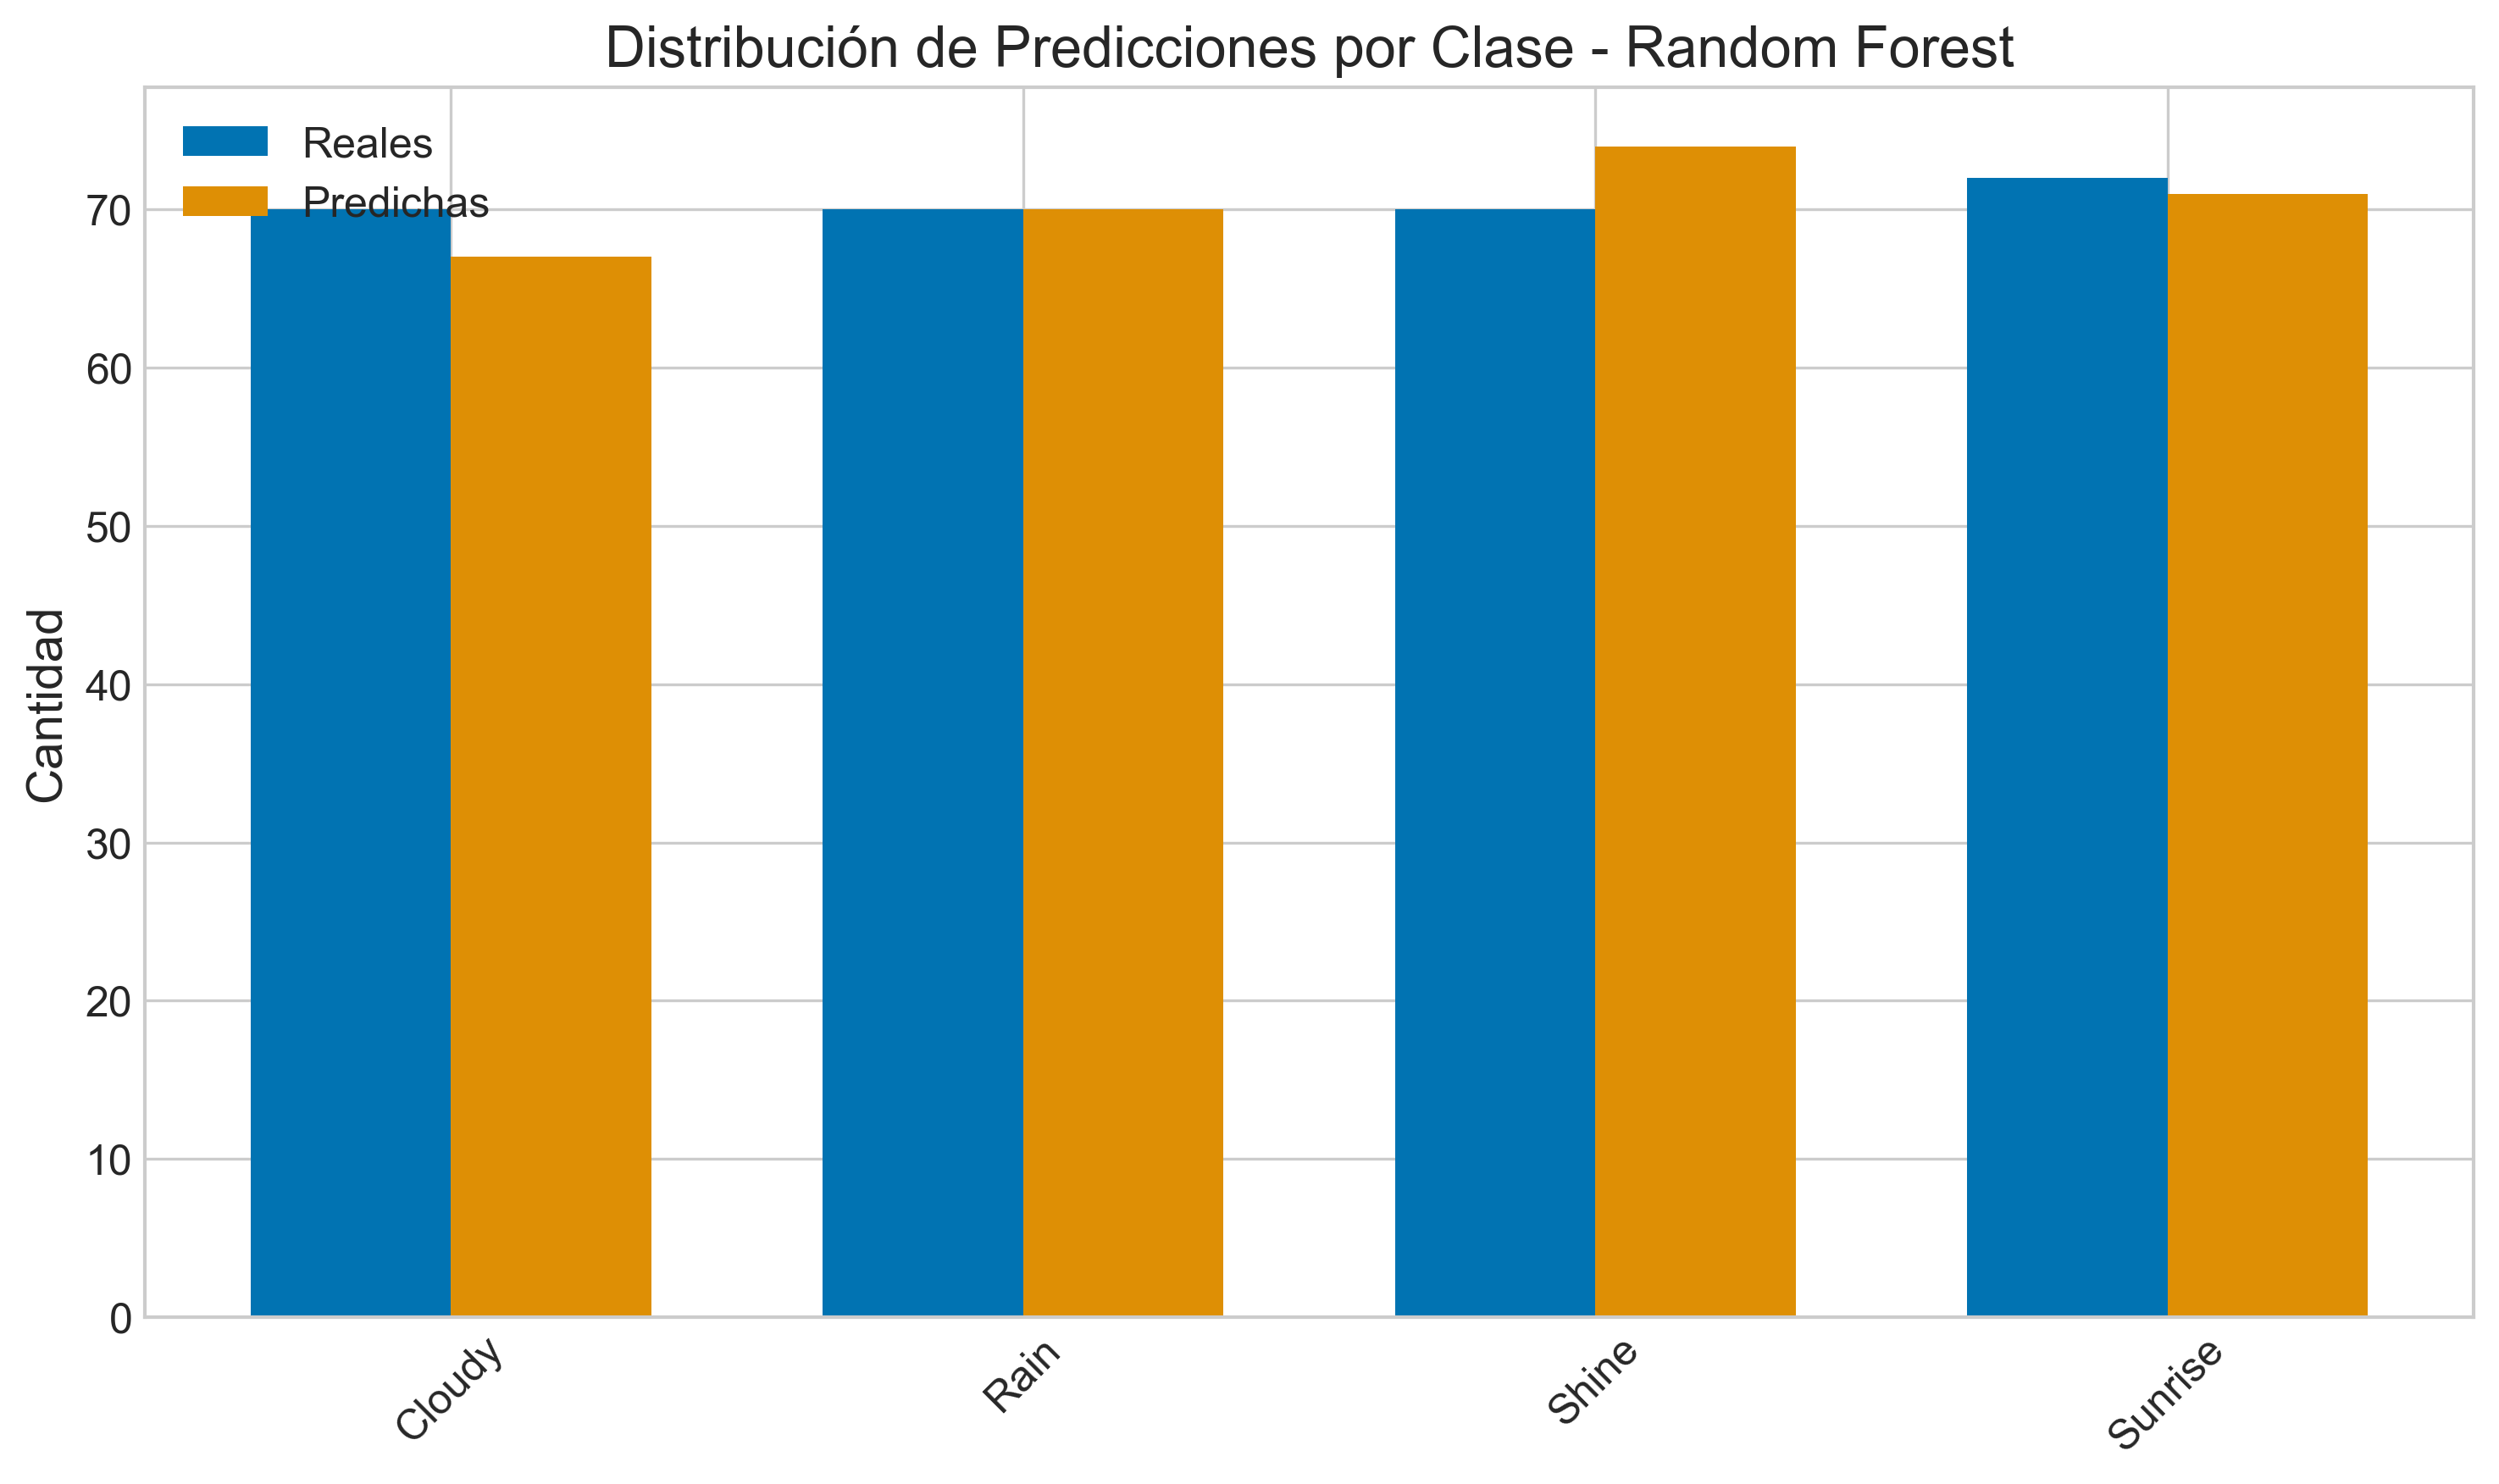 Distribución de Predicciones por Clase - Random Forest
Reales
Predichas
70
60
50
40
30
20
10
0
Cantidad
Cloudy
Rain
Shine
Sunrise